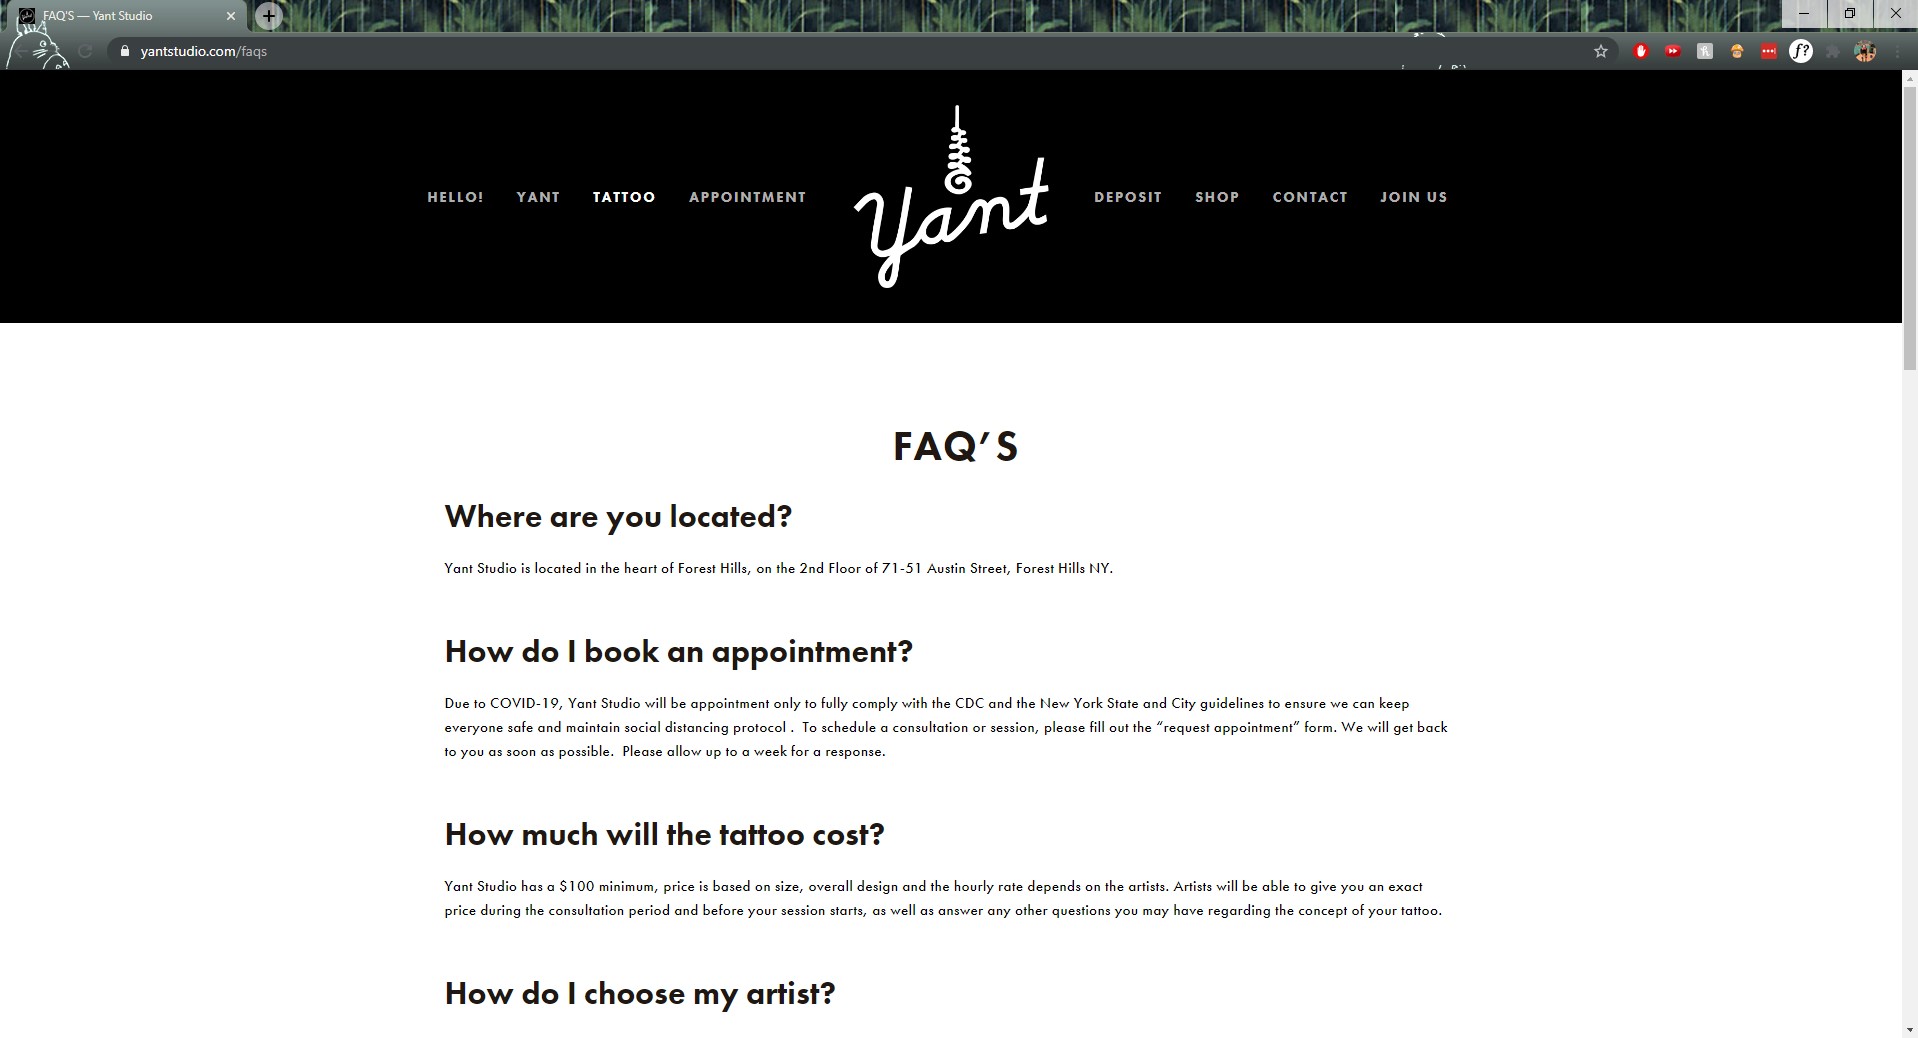 FAQ'S — Yant Studio
yantstudio.com/faqs
HELLO! YANT TATTOO APPOINTMENT Yant DEPOSIT SHOP CONTACT JOIN US
FAQ’S
Where are you located?
Yant Studio is located in the heart of Forest Hills, on the 2nd Floor of 71-51 Austin Street, Forest Hills NY.
How do I book an appointment?
Due to COVID-19, Yant Studio will be appointment only to fully comply with the CDC and the New York State and City guidelines to ensure we can keep
everyone safe and maintain social distancing protocol .  To schedule a consultation or session, please fill out the “request appointment” form. We will get back
to you as soon as possible.  Please allow up to a week for a response.
How much will the tattoo cost?
Yant Studio has a $100 minimum, price is based on size, overall design and the hourly rate depends on the artists. Artists will be able to give you an exact
price during the consultation period and before your session starts, as well as answer any other questions you may have regarding the concept of your tattoo.
How do I choose my artist?